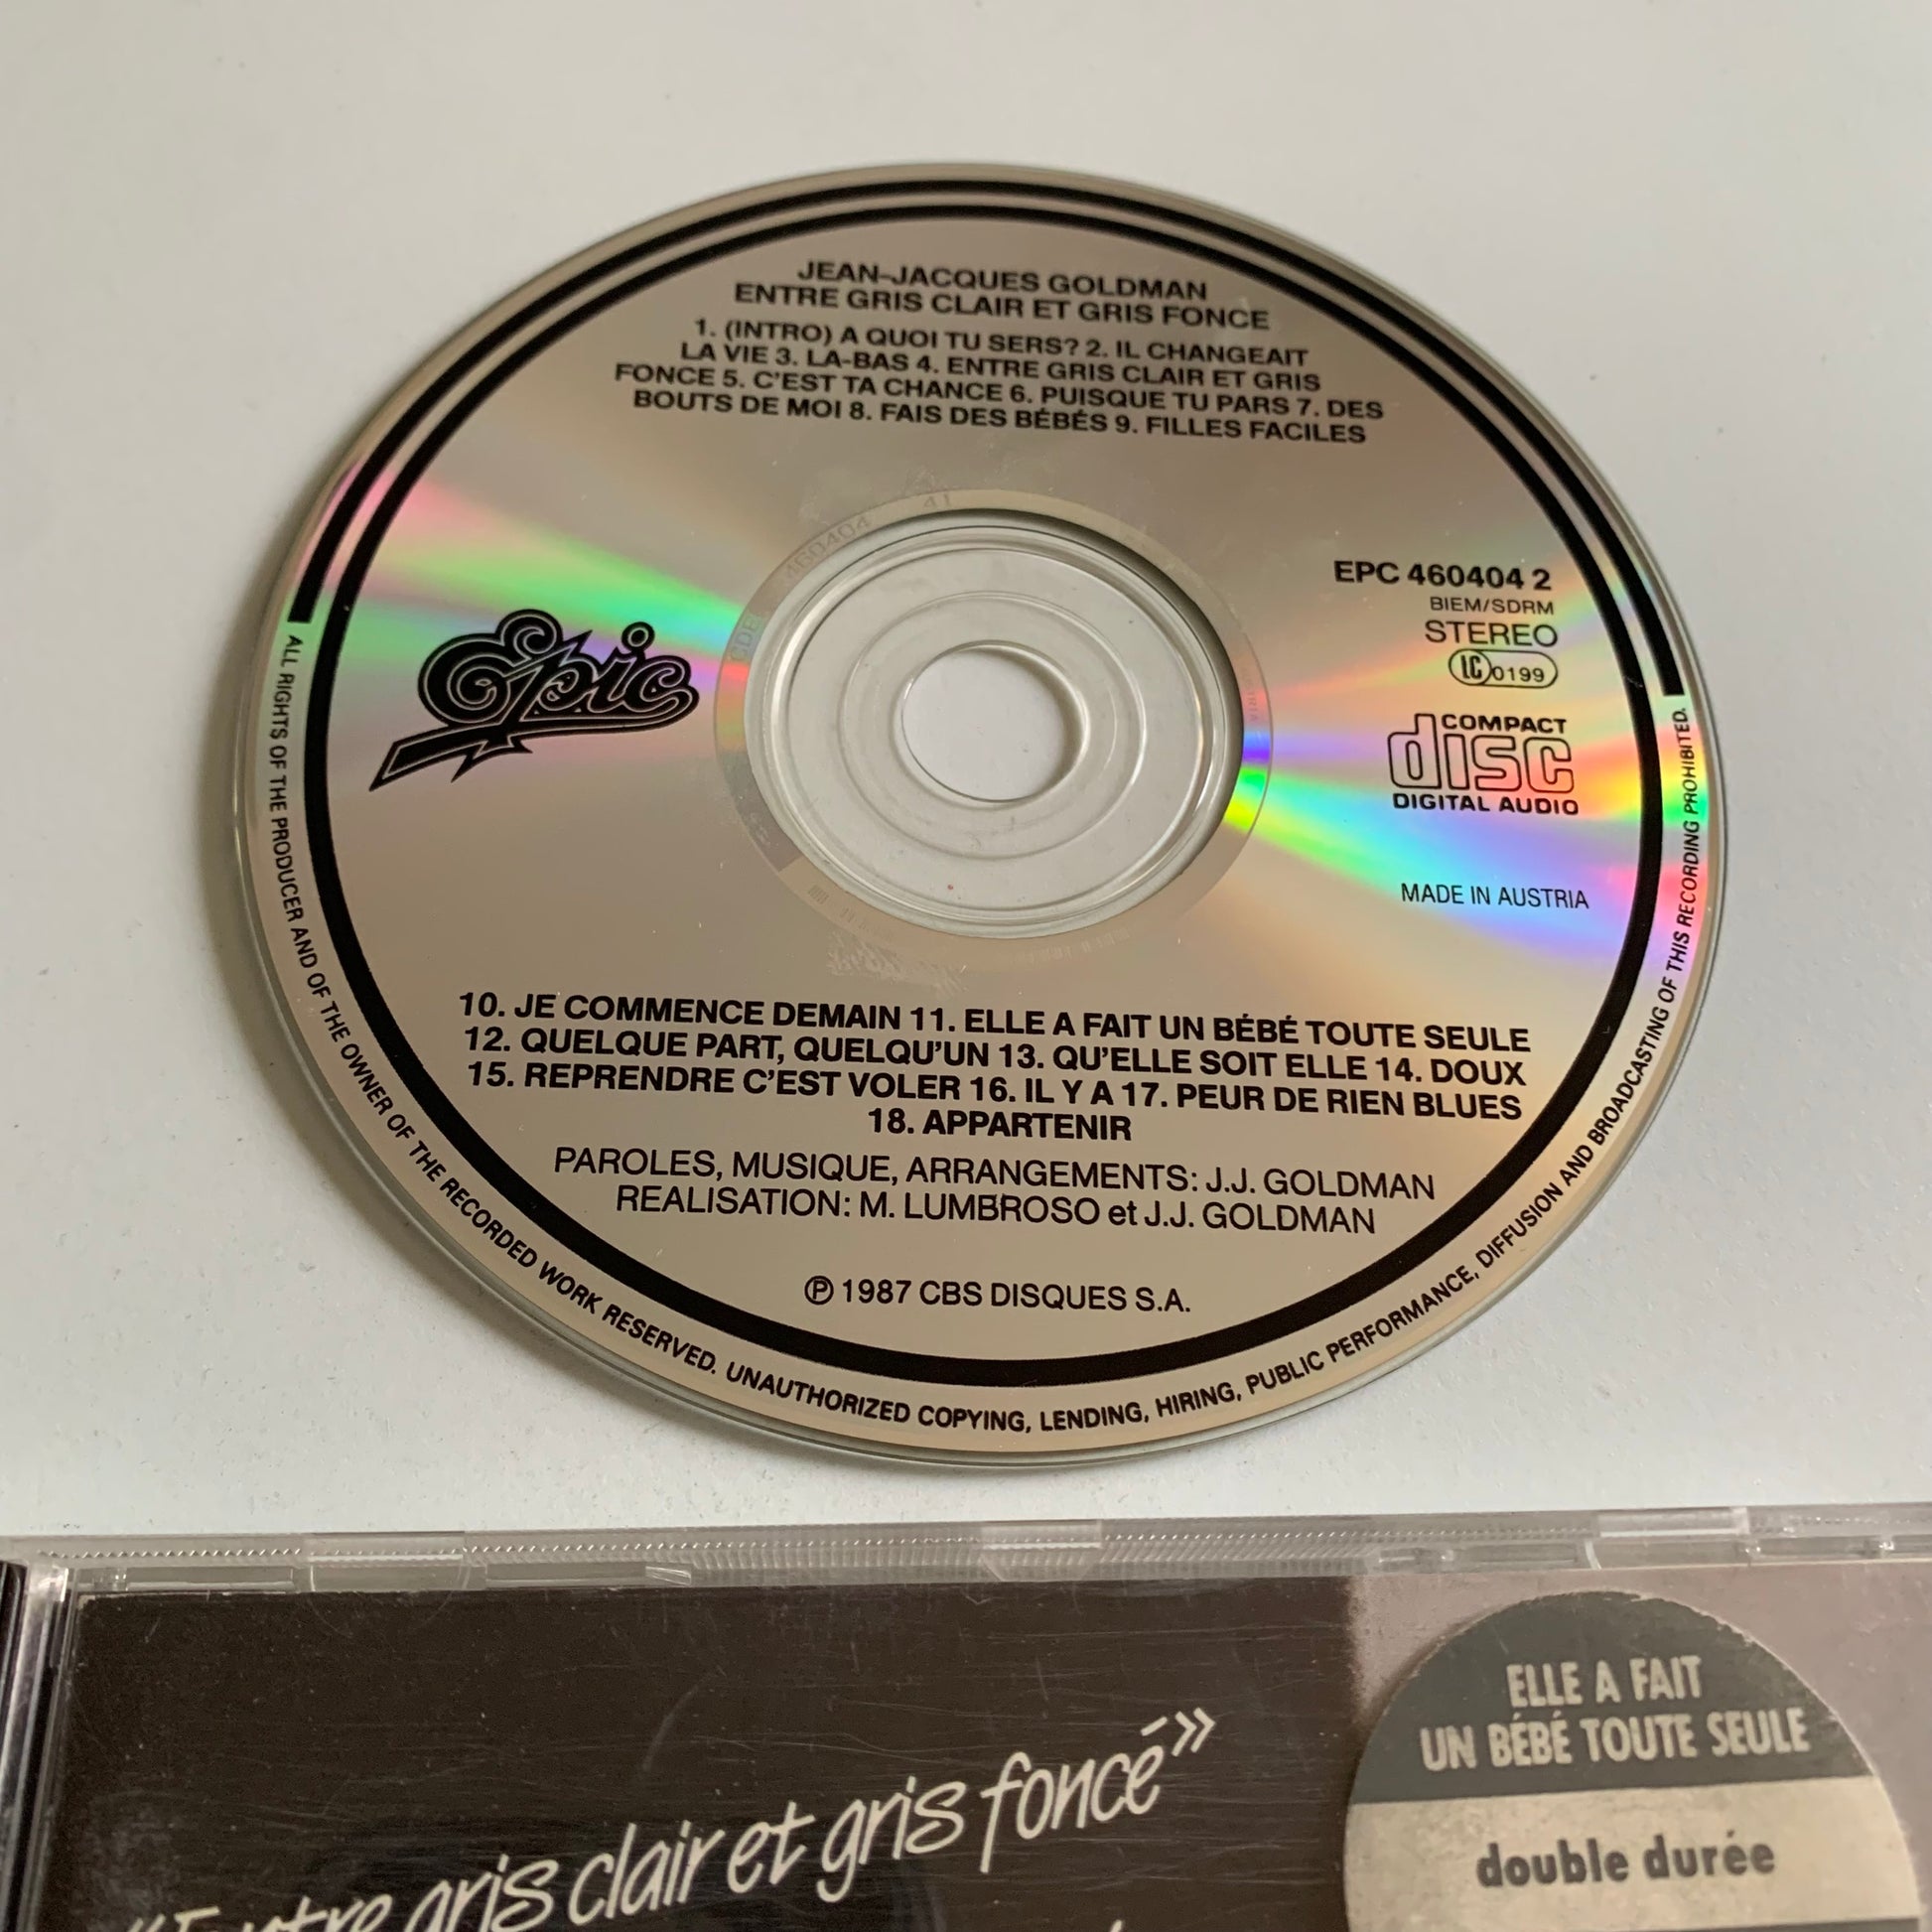 JEAN-JACQUES GOLDMAN
ENTRE GRIS CLAIR ET GRIS FONCE
1. (INTRO) A QUOI TU SERS? 2. IL CHANGEAIT
LA VIE 3. LA-BAS 4. ENTRE GRIS CLAIR ET GRIS
FONCE 5. C'EST TA CHANCE 6. PUISQUE TU PARS 7. DES
BOUTS DE MOI 8. FAIS DES BÉBÉS 9. FILLES FACILES
460404 41
Epic
EPC 460404 2
BIEM/SDRM
STEREO
LC 0199
COMPACT
disc
DIGITAL AUDIO
MADE IN AUSTRIA
10. JE COMMENCE DEMAIN 11. ELLE A FAIT UN BÉBÉ TOUTE SEULE
12. QUELQUE PART, QUELQU'UN 13. QU'ELLE SOIT ELLE 14. DOUX
15. REPRENDRE C'EST VOLER 16. IL Y A 17. PEUR DE RIEN BLUES
18. APPARTENIR
PAROLES, MUSIQUE, ARRANGEMENTS: J.J. GOLDMAN
REALISATION: M. LUMBROSO et J.J. GOLDMAN
Ⓟ 1987 CBS DISQUES S.A.
ALL RIGHTS OF THE PRODUCER AND OF THE OWNER OF THE RECORDED WORK RESERVED. UNAUTHORIZED COPYING, LENDING, HIRING, PUBLIC PERFORMANCE, DIFFUSION AND BROADCASTING OF THIS RECORDING PROHIBITED.
«Entre gris clair et gris foncé»
ELLE A FAIT
UN BÉBÉ TOUTE SEULE
double durée